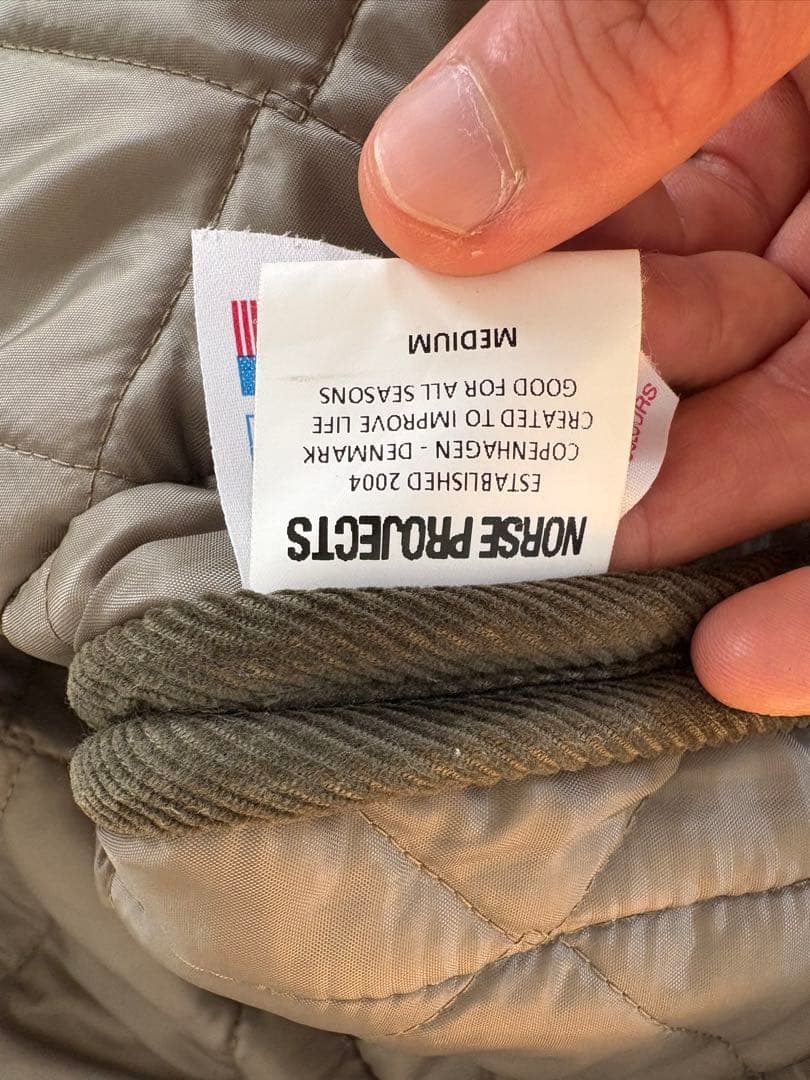 NORSE PROJECTS
ESTABLISHED 2004
COPENHAGEN - DENMARK
CREATED TO IMPROVE LIFE
GOOD FOR ALL SEASONS
MEDIUM